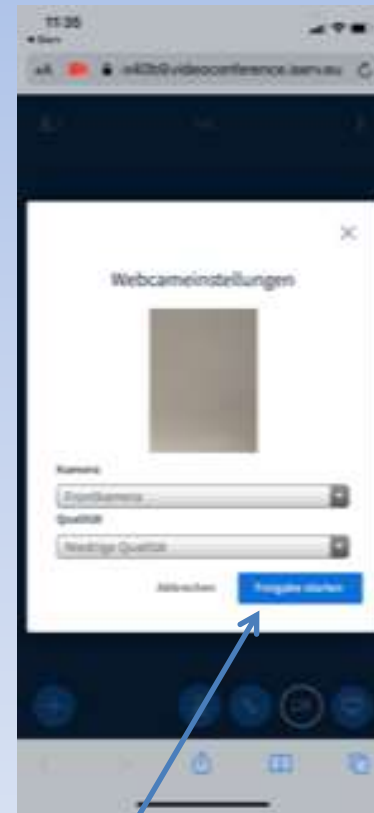 11:35
Webcameinstellungen
Kamera
Frontkamera
Qualität
Niedrige Qualität
Abbrechen
Freigabe starten